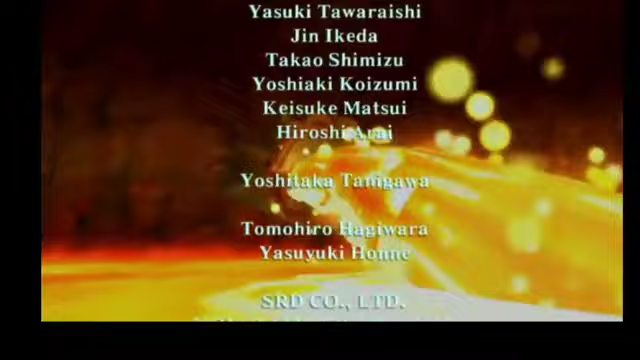 Yasuki Tawaraishi
Jin Ikeda
Takao Shimizu
Yoshiaki Koizumi
Keisuke Matsui
Hiroshi Arai
Yoshitaka Tanigawa
Tomohiro Hagiwara
Yasuyuki Honne
SRD CO., LTD.